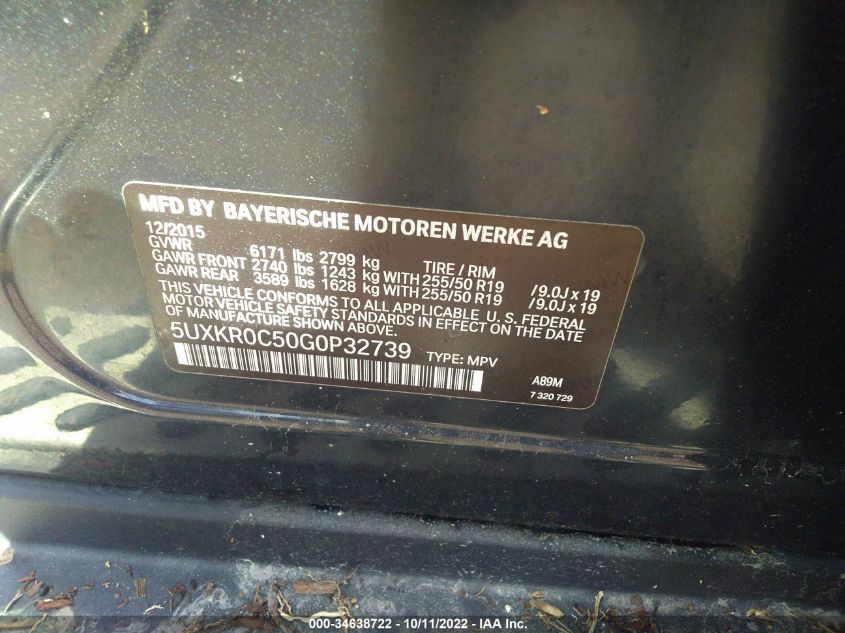 MFD BY BAYERISCHE MOTOREN WERKE AG
12/2015
GVWR 6171 lbs 2799 kg TIRE / RIM
GAWR FRONT 2740 lbs 1243 kg WITH 255/50 R19 /9.0J x 19
GAWR REAR 3589 lbs 1628 kg WITH 255/50 R19 /9.0J x 19
THIS VEHICLE CONFORMS TO ALL APPLICABLE U. S. FEDERAL
MOTOR VEHICLE SAFETY STANDARDS IN EFFECT ON THE DATE
OF MANUFACTURE SHOWN ABOVE.
5UXKR0C50G0P32739 TYPE: MPV
A89M
7 320 729
000-34638722 - 10/11/2022 - IAA Inc.